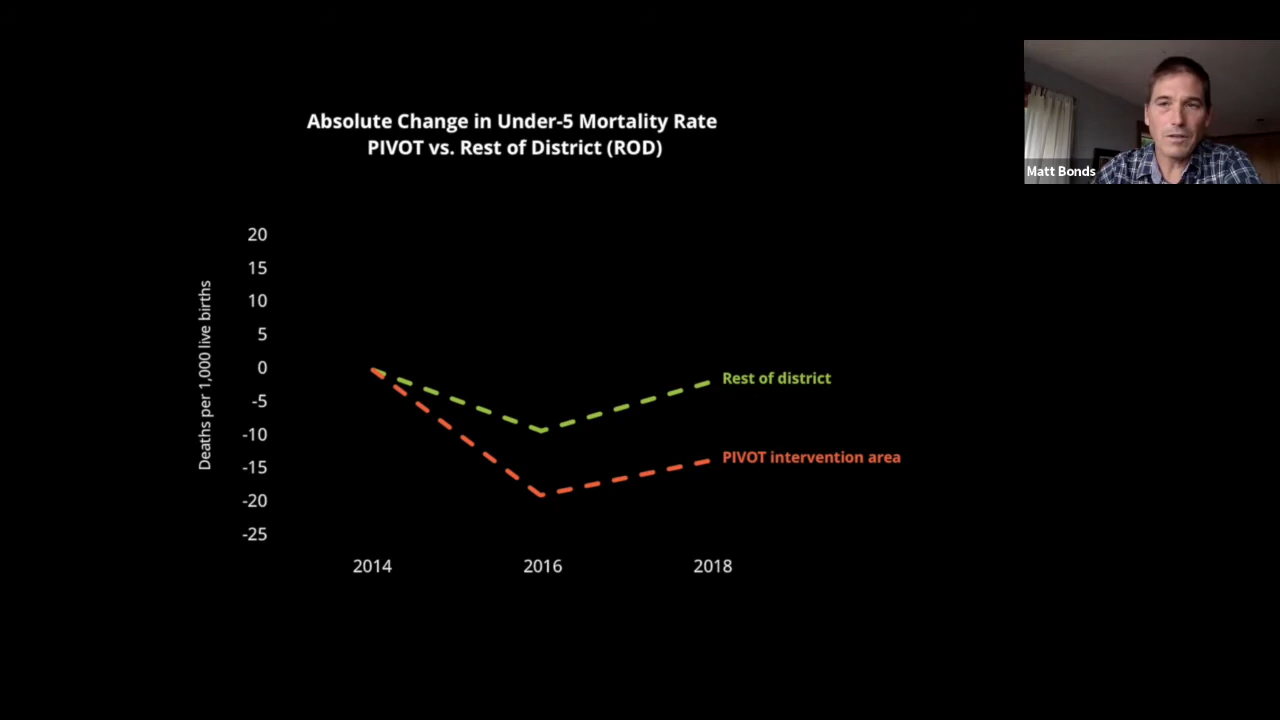 Absolute Change in Under-5 Mortality Rate
PIVOT vs. Rest of District (ROD)
Matt Bonds
Deaths per 1,000 live births
20
15
10
5
0
-5
-10
-15
-20
-25
Rest of district
PIVOT intervention area
2014
2016
2018